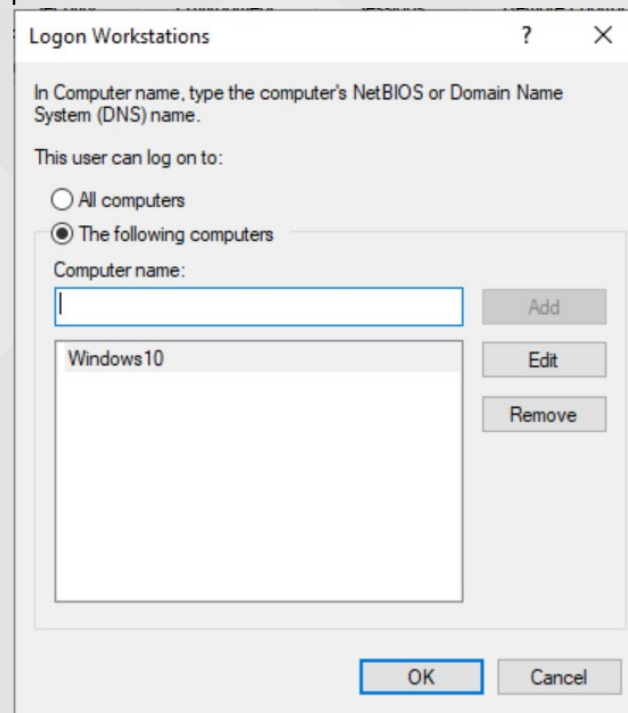 Logon Workstations
?
In Computer name, type the computer's NetBIOS or Domain Name
System (DNS) name.
This user can log on to:
All computers
The following computers
Computer name:
Add
Windows10
Edit
Remove
OK
Cancel